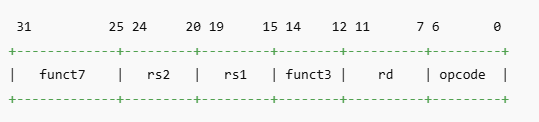 31 25 24 20 19 15 14 12 11 7 6 0
+-------------+---------+---------+--------+----------+---------+
| funct7 | rs2 | rs1 | funct3 | rd | opcode |
+-------------+---------+---------+--------+----------+---------+